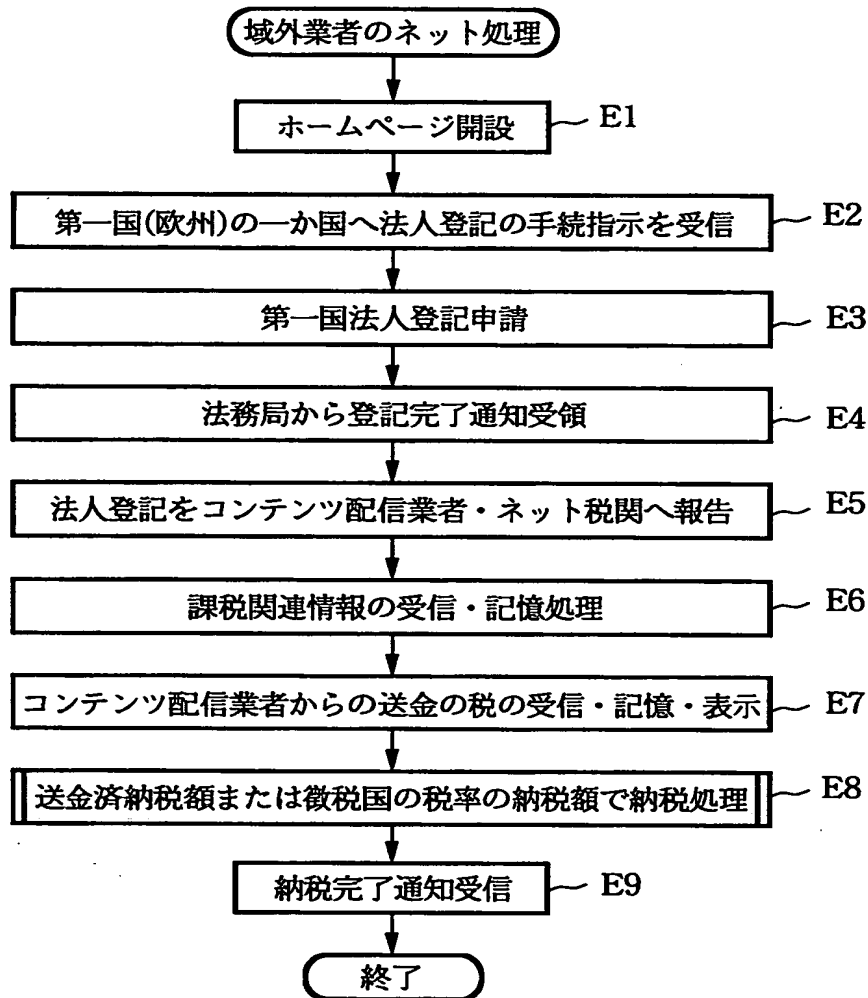 域外業者のネット処理
ホームページ開設 E1
第一国(欧州)の一か国へ法人登記の手続指示を受信 E2
第一国法人登記申請 E3
法務局から登記完了通知受領 E4
法人登記をコンテンツ配信業者・ネット税関へ報告 E5
課税関連情報の受信・記憶処理 E6
コンテンツ配信業者からの送金の税の受信・記憶・表示 E7
送金済納税額または徴税国の税率の納税額で納税処理 E8
納税完了通知受信 E9
終了